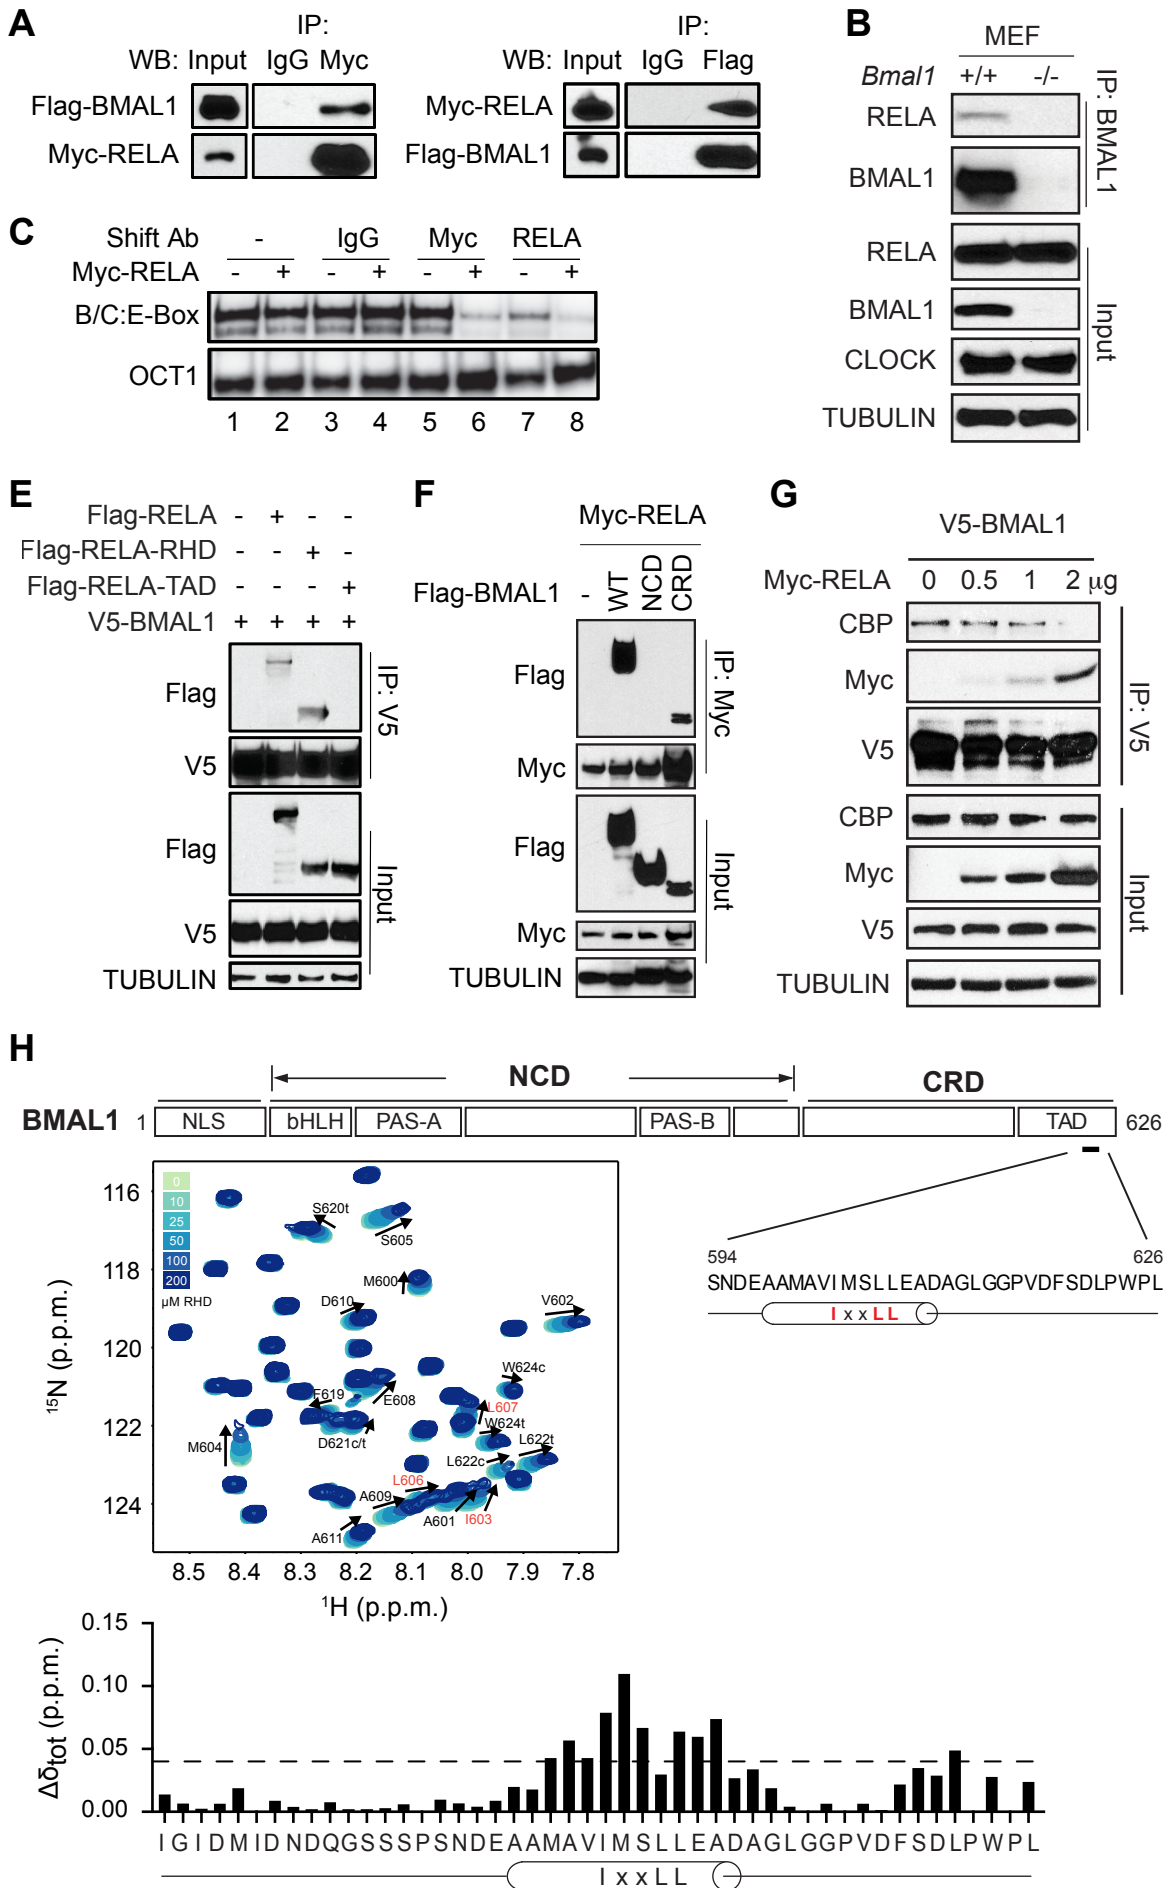 A
IP:
WB: Input IgG Myc
Flag-BMAL1
Myc-RELA
IP:
WB: Input IgG Flag
Myc-RELA
Flag-BMAL1
B
MEF
Bmal1 +/+ -/-
RELA
BMAL1
IP: BMAL1
RELA
BMAL1
CLOCK
TUBULIN
Input
C
Shift Ab - IgG Myc RELA
Myc-RELA - + - + - + - +
B/C:E-Box
OCT1
1 2 3 4 5 6 7 8
E
Flag-RELA - + - -
Flag-RELA-RHD - - + -
Flag-RELA-TAD - - - +
V5-BMAL1 + + + +
Flag
V5
IP: V5
Flag
V5
TUBULIN
Input
F
Myc-RELA
Flag-BMAL1 - WT NCD CRD
Flag
Myc
IP: Myc
Flag
Myc
TUBULIN
Input
G
V5-BMAL1
Myc-RELA 0 0.5 1 2 μg
CBP
Myc
V5
IP: V5
CBP
Myc
V5
TUBULIN
Input
H
NCD
CRD
BMAL1 1 NLS bHLH PAS-A PAS-B TAD 626
594 626
SNDEAAMAVIMSLLEADAGLGGPVDFSDLPWPL
I x x L L
0
10
25
50
100
200
μM RHD
116
118
120
122
124
15N (p.p.m.)
S620t
S605
M600
D610
V602
W624c
F619
E608
L607
D621c/t
W624t
M604
L622t
L622c
L606
A609
A601
I603
A611
8.5 8.4 8.3 8.2 8.1 8.0 7.9 7.8
1H (p.p.m.)
0.15
0.10
0.05
0.00
Δδtot (p.p.m.)
I G I D M I D N D Q G S S S P S N D E A A M A V I M S L L E A D A G L G G P V D F S D L P W P L
I x x L L